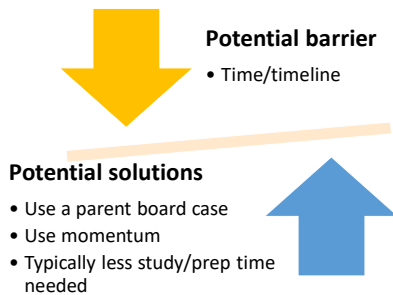 Potential barrier
• Time/timeline
Potential solutions
• Use a parent board case
• Use momentum
• Typically less study/prep time
needed